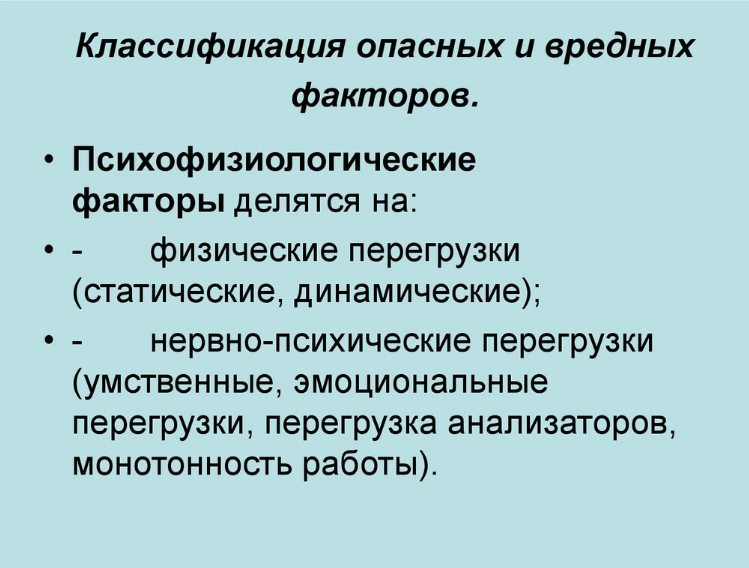 Классификация опасных и вредных
факторов.
• Психофизиологические
факторы делятся на:
• - физические перегрузки
(статические, динамические);
• - нервно-психические перегрузки
(умственные, эмоциональные
перегрузки, перегрузка анализаторов,
монотонность работы).